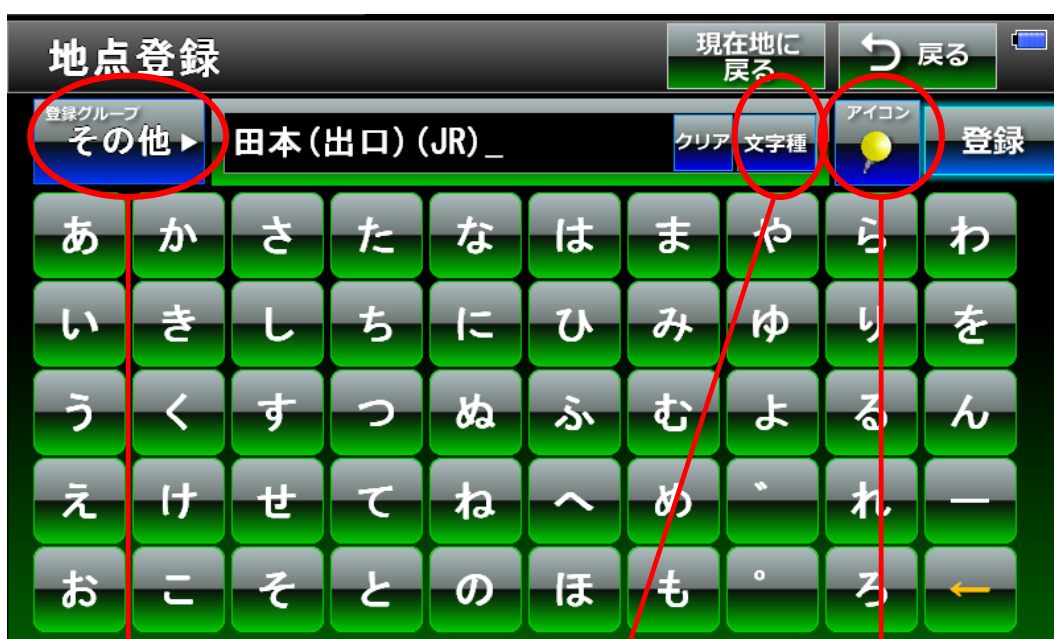 地点登録
現在地に
戻る
戻る
登録グループ
その他
田本(出口)(JR)_
クリア
文字種
アイコン
登録
あ か さ た な は ま や ら わ
い き し ち に ひ み ゆ り を
う く す つ ぬ ふ む よ る ん
え け せ て ね へ め ゛ れ ー
お こ そ と の ほ も ゜ ろ ←